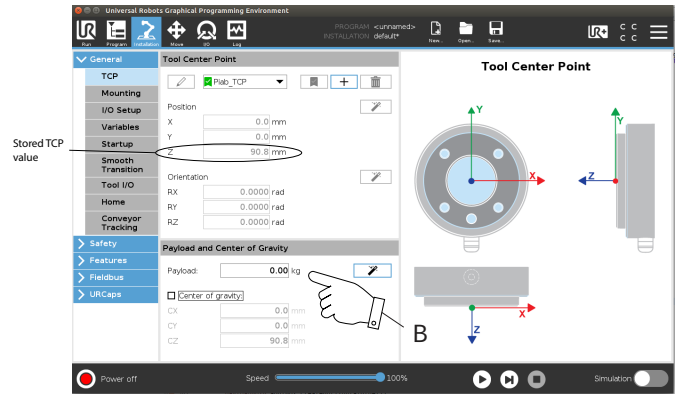 Universal Robots Graphical Programming Environment
Run Program Installation Move I/O Log
PROGRAM <unnamed>
INSTALLATION default*
New... Open... Save...
UR+ C C
C C
General
TCP
Mounting
I/O Setup
Variables
Startup
Smooth
Transition
Tool I/O
Home
Conveyor
Tracking
Safety
Features
Fieldbus
URCaps
Stored TCP
value
Tool Center Point
Piab_TCP
Position
X 0.0 mm
Y 0.0 mm
Z 90.8 mm
Orientation
RX 0.0000 rad
RY 0.0000 rad
RZ 0.0000 rad
Payload and Center of Gravity
Payload: 0.00 kg
Center of gravity:
CX 0.0 mm
CY 0.0 mm
CZ 90.8 mm
B
Tool Center Point
Y
X
Y
Z
X
Z
Power off
Speed 100%
Simulation